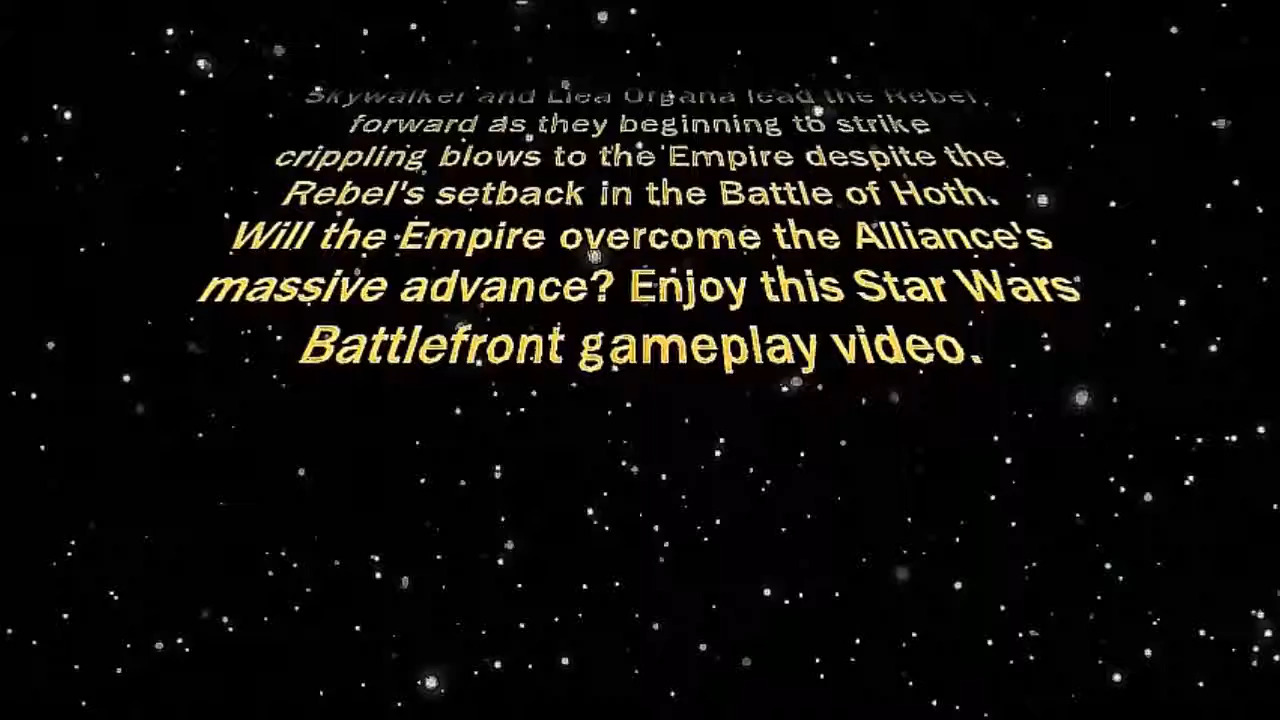 Skywalker and Liea Organa lead the Rebel
forward as they beginning to strike
crippling blows to the Empire despite the
Rebel's setback in the Battle of Hoth.
Will the Empire overcome the Alliance's
massive advance? Enjoy this Star Wars
Battlefront gameplay video.